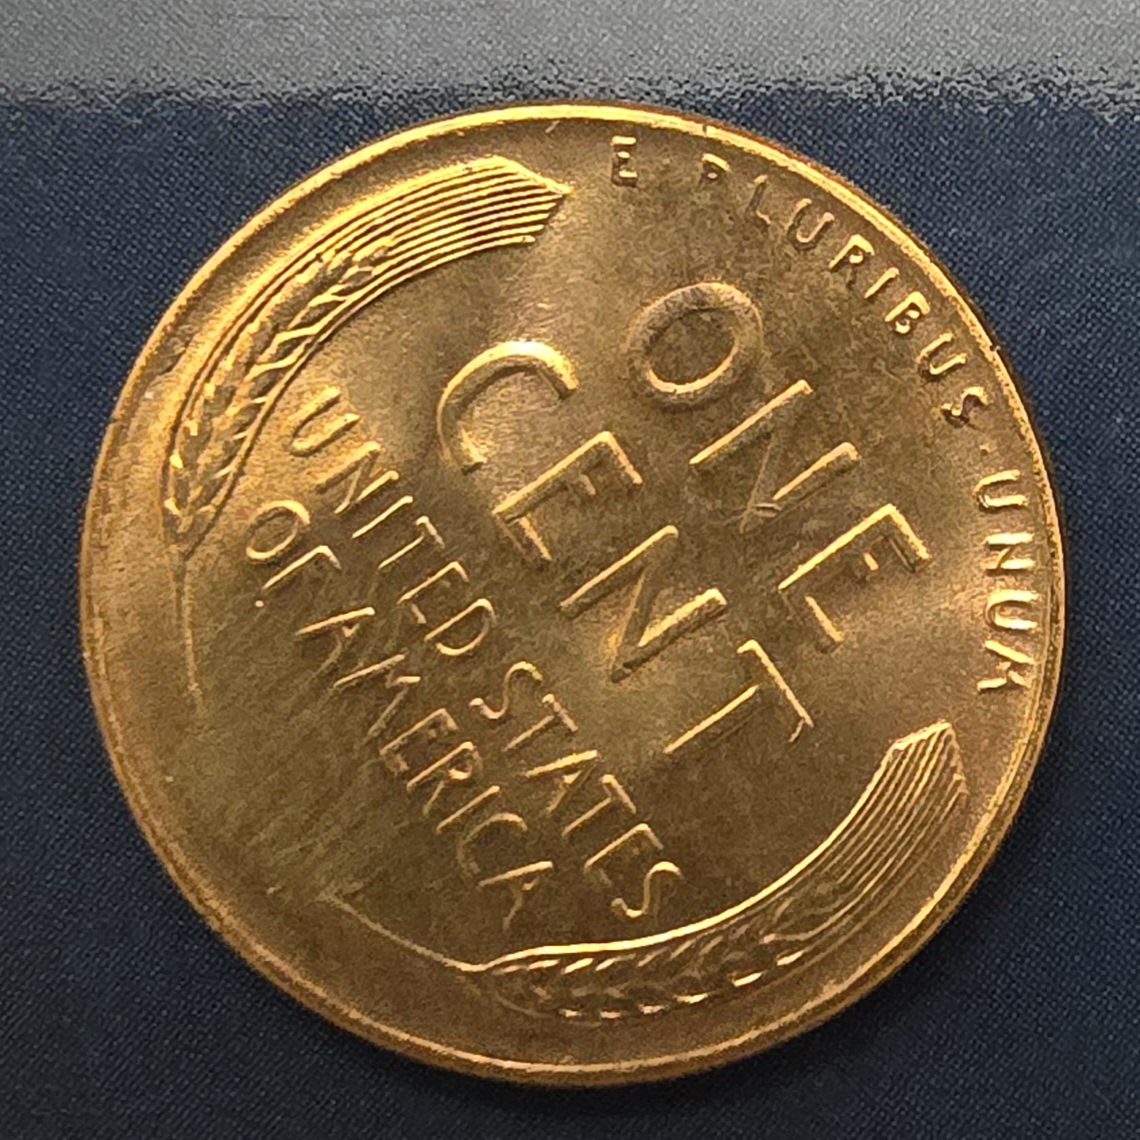 E·PLURIBUS·UNUM
ONE
CENT
UNITED STATES
OF AMERICA